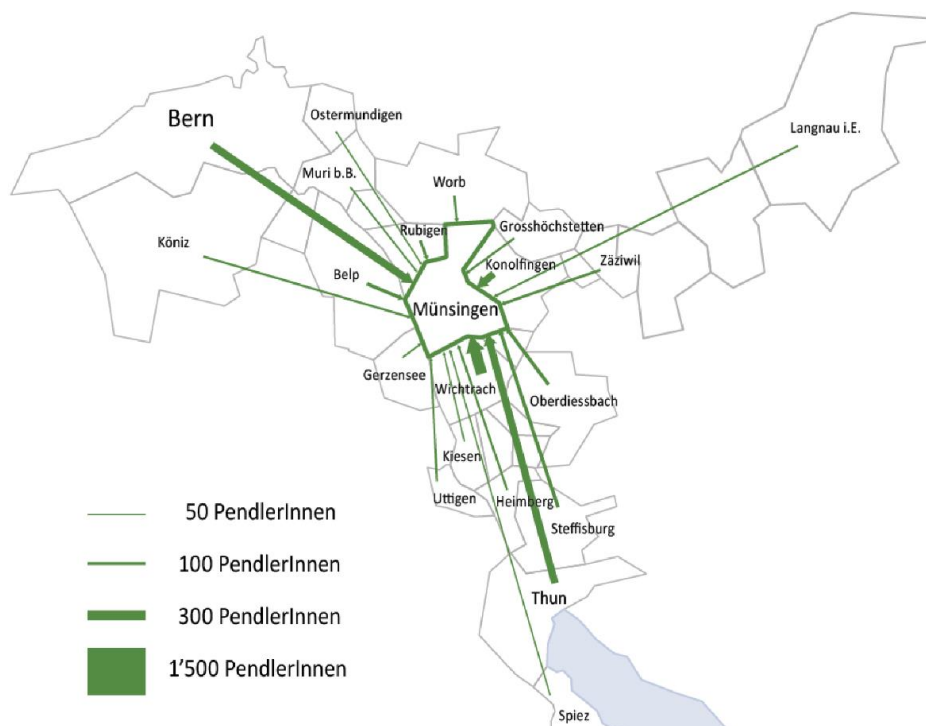 Ostermundigen
Bern
Langnau i.E.
Muri b.B.
Worb
Rubigen
Grosshöchstetten
Köniz
Konolfingen
Zäziwil
Belp
Münsingen
Gerzensee
Wichtrach
Oberdiessbach
Kiesen
Uttigen
Heimberg
Steffisburg
Thun
Spiez
50 PendlerInnen
100 PendlerInnen
300 PendlerInnen
1'500 PendlerInnen